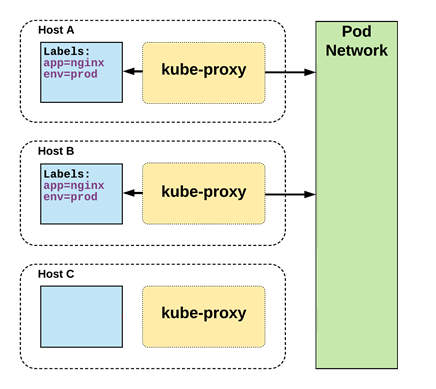 Host A
Labels:
app=nginx
env=prod
kube-proxy
Pod
Network
Host B
Labels:
app=nginx
env=prod
kube-proxy
Host C
kube-proxy